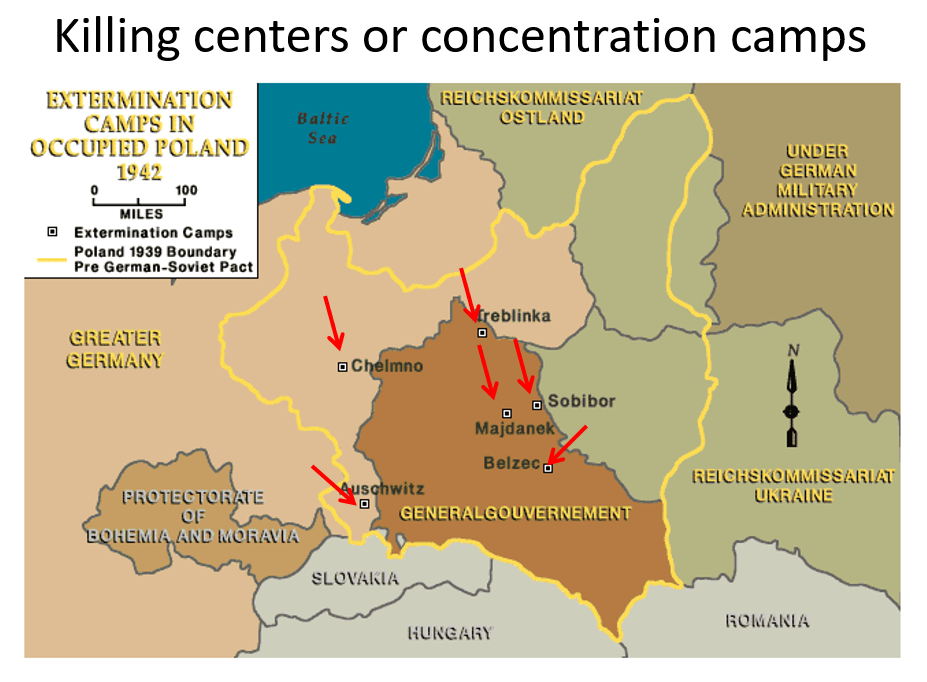 Killing centers or concentration camps
EXTERMINATION
CAMPS IN
OCCUPIED POLAND
1942
0 100
MILES
Extermination Camps
Poland 1939 Boundary
Pre German-Soviet Pact
Baltic
Sea
REICHSKOMMISSARIAT
OSTLAND
UNDER
GERMAN
MILITARY
ADMINISTRATION
GREATER
GERMANY
Treblinka
Chelmno
N
Sobibor
Majdanek
Belzec
Auschwitz
REICHSKOMMISSARIAT
UKRAINE
PROTECTORATE
OF
BOHEMIA AND MORAVIA
GENERALGOUVERNEMENT
SLOVAKIA
HUNGARY
ROMANIA